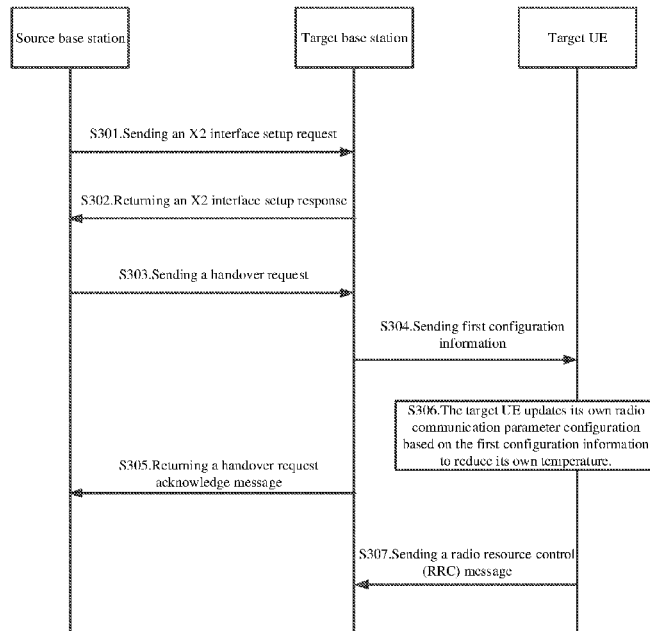 Source base station
Target base station
Target UE
S301.Sending an X2 interface setup request
S302.Returning an X2 interface setup response
S303.Sending a handover request
S304.Sending first configuration
information
S306.The target UE updates its own radio
communication parameter configuration
based on the first configuration information
to reduce its own temperature.
S305.Returning a handover request
acknowledge message
S307.Sending a radio resource control
(RRC) message